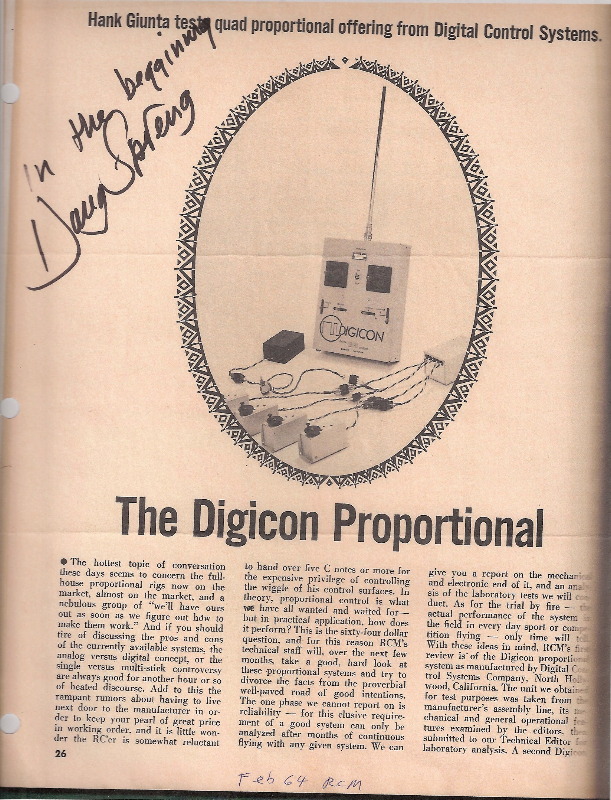 Hank Giunta tests quad proportional offering from Digital Control Systems.
in the beginning
Doug Spreng
DIGICON
The Digicon Proportional
● The hottest topic of conversation
these days seems to concern the full-
house proportional rigs now on the
market, almost on the market, and a
nebulous group of "we'll have ours
out as soon as we figure out how to
make them work." And if you should
tire of discussing the pros and cons
of the currently available systems, the
analog versus digital concept, or the
single versus multi-stick controversy
are always good for another hour or so
of heated discourse. Add to this the
rampant rumors about having to live
next door to the manufacturer in or-
der to keep your pearl of great price
in working order, and it is little won-
der the RC'er is somewhat reluctant
to hand over five C notes or more for
the expensive privilege of controlling
the wiggle of his control surfaces. In
theory, proportional control is what
we have all wanted and waited for —
but in practical application, how does
it perform? This is the sixty-four dollar
question, and for this reason RCM's
technical staff will, over the next few
months, take a good, hard look at
these proportional systems and try to
divorce the facts from the proverbial
well-paved road of good intentions.
The one phase we cannot report on is
reliability — for this elusive require-
ment of a good system can only be
analyzed after months of continuous
flying with any given system. We can
give you a report on the
and electronic end of it, and an
sis of the laboratory tests we will
duct. As for the trial by fire —
actual performance of the system
the field in every day sport or
tition flying — only time will
With these ideas in mind, RCM's
review is of the Digicon
system as manufactured by Digital
trol Systems Company, North
wood, California. The unit we
for test purposes was taken from
manufacturer's assembly line, its
chanical and general operational
tures examined by the editors,
submitted to our Technical Editor
laboratory analysis. A second
26
Feb 64 RCM